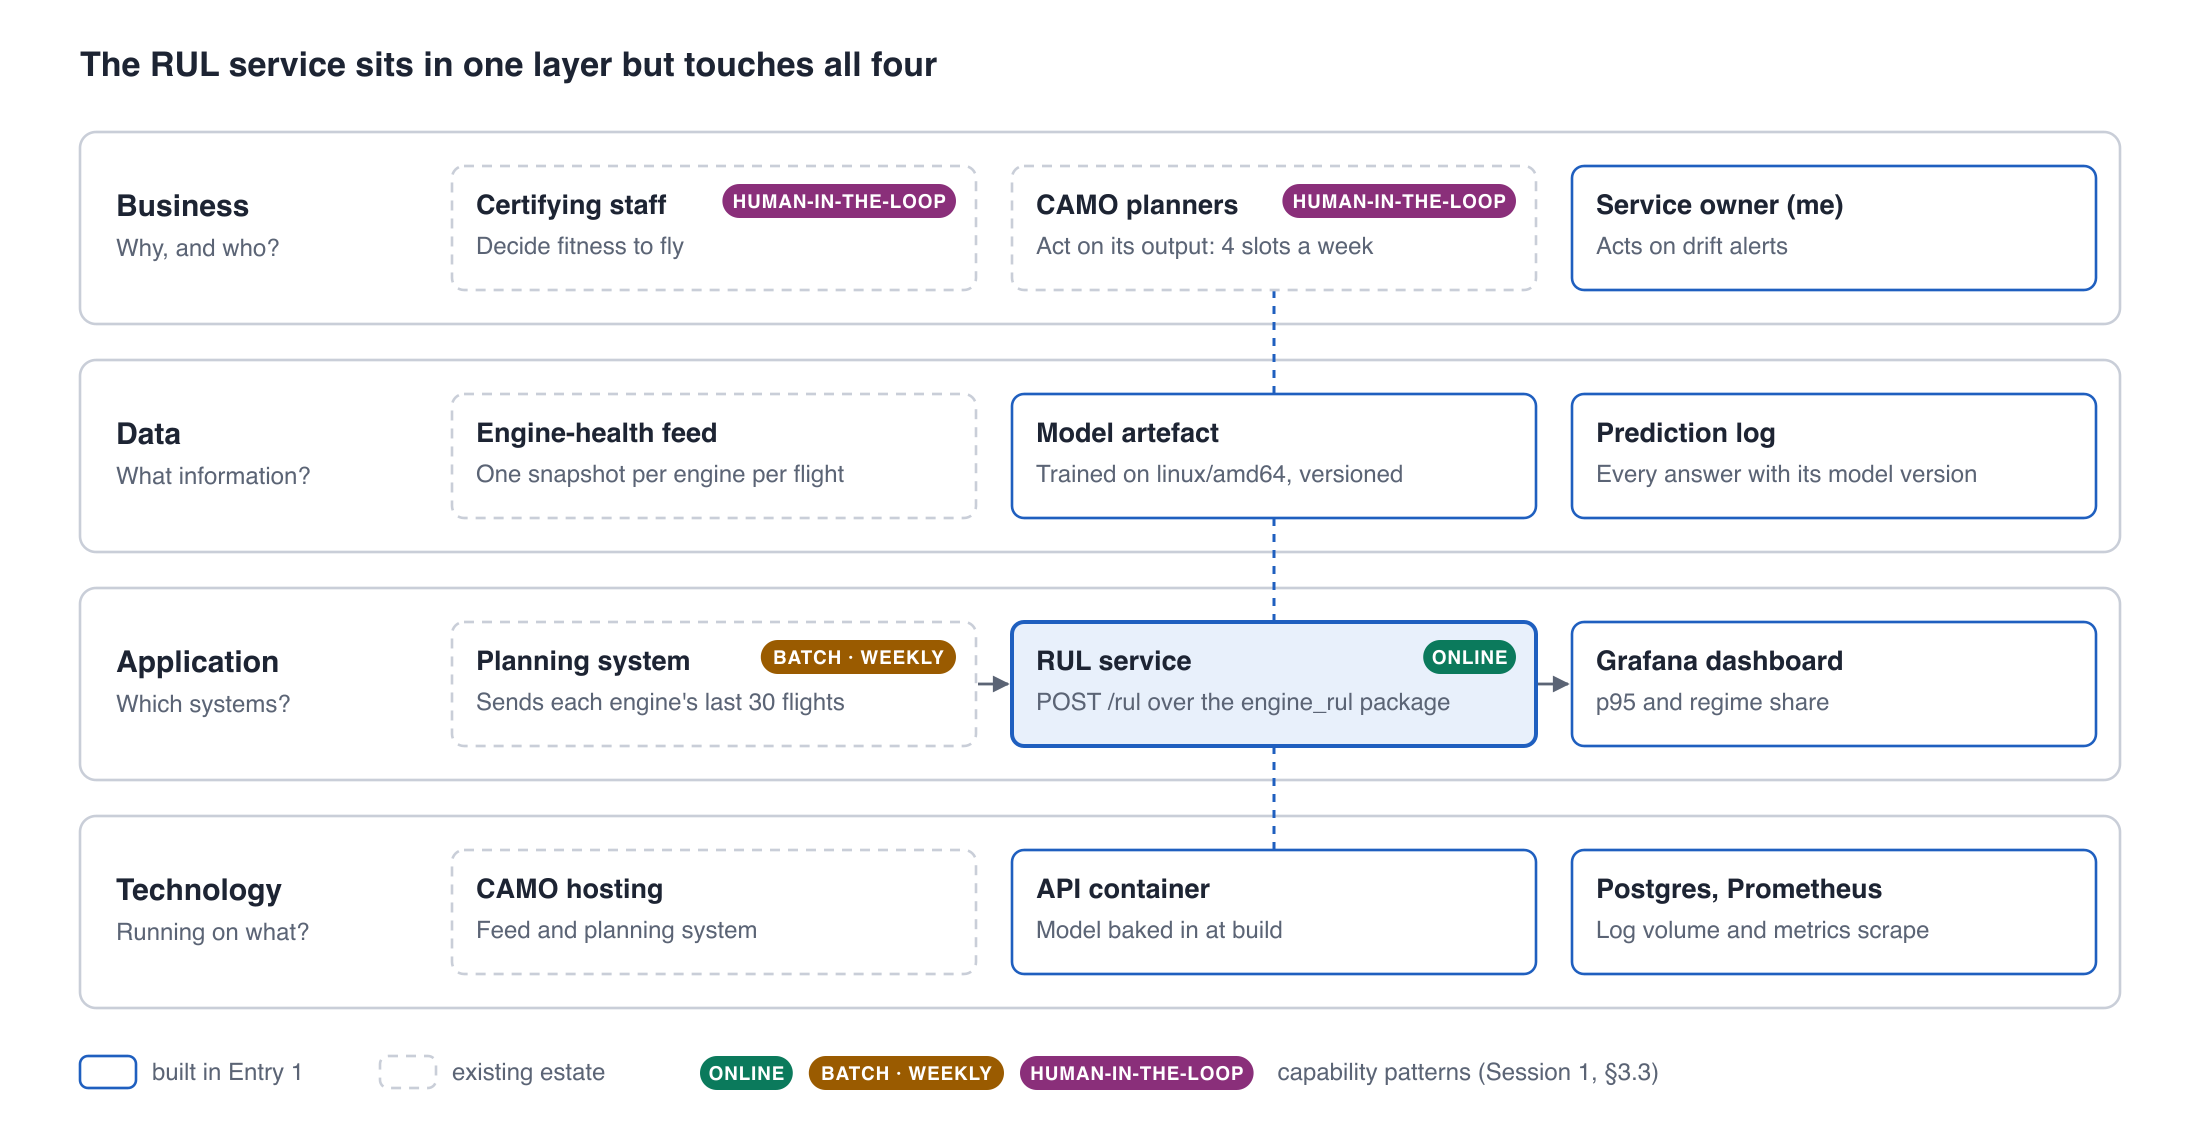 The RUL service sits in one layer but touches all four
Business
Why, and who?
Certifying staff
HUMAN-IN-THE-LOOP
Decide fitness to fly
CAMO planners
HUMAN-IN-THE-LOOP
Act on its output: 4 slots a week
Service owner (me)
Acts on drift alerts
Data
What information?
Engine-health feed
One snapshot per engine per flight
Model artefact
Trained on linux/amd64, versioned
Prediction log
Every answer with its model version
Application
Which systems?
Planning system
BATCH · WEEKLY
Sends each engine's last 30 flights
RUL service
ONLINE
POST /rul over the engine_rul package
Grafana dashboard
p95 and regime share
Technology
Running on what?
CAMO hosting
Feed and planning system
API container
Model baked in at build
Postgres, Prometheus
Log volume and metrics scrape
built in Entry 1
existing estate
ONLINE
BATCH · WEEKLY
HUMAN-IN-THE-LOOP
capability patterns (Session 1, §3.3)